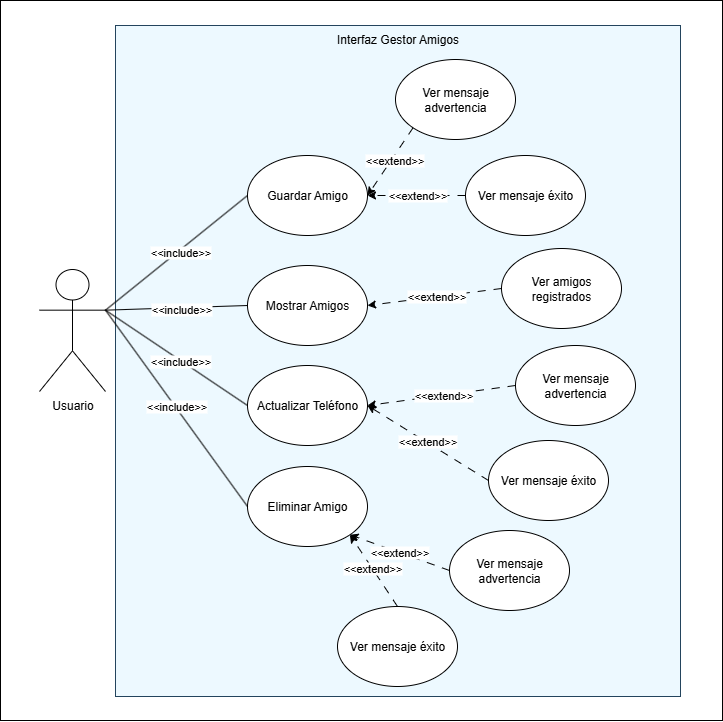 Interfaz Gestor Amigos
Ver mensaje
advertencia
<<extend>>
Guardar Amigo
<<extend>>
Ver mensaje éxito
<<include>>
Ver amigos
registrados
<<extend>>
Mostrar Amigos
<<include>>
<<include>>
Ver mensaje
advertencia
<<extend>>
Usuario
<<include>>
Actualizar Teléfono
<<extend>>
Ver mensaje éxito
Eliminar Amigo
<<extend>>
<<extend>>
Ver mensaje
advertencia
Ver mensaje éxito